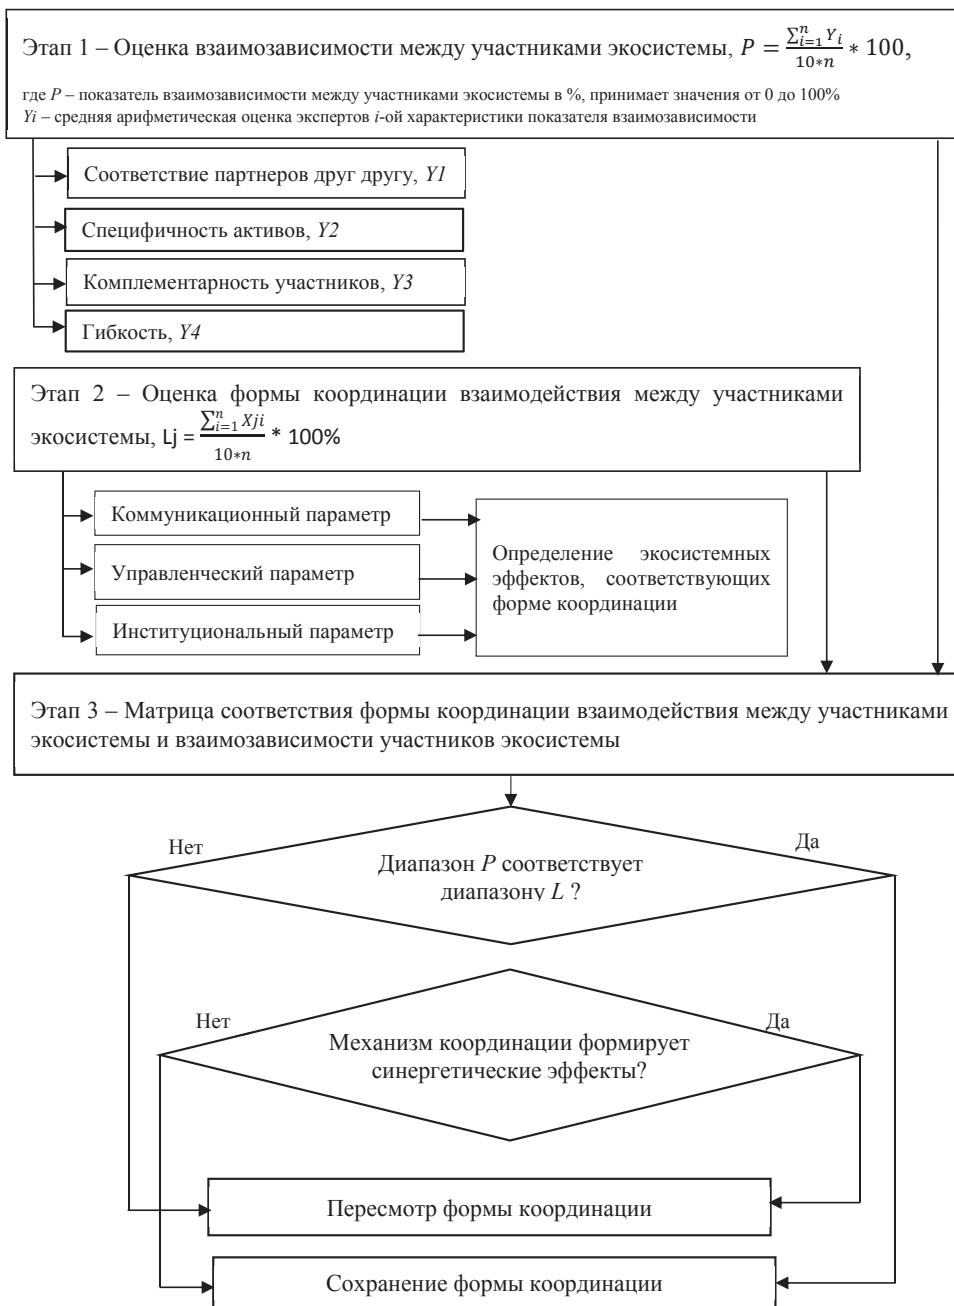 Этап 1 – Оценка взаимозависимости между участниками экосистемы, $P = \frac{\sum_{i=1}^{n} Y_i}{10*n} * 100$,
где P – показатель взаимозависимости между участниками экосистемы в %, принимает значения от 0 до 100%
Yi – средняя арифметическая оценка экспертов i-ой характеристики показателя взаимозависимости
Соответствие партнеров друг другу, Y1
Специфичность активов, Y2
Комплементарность участников, Y3
Гибкость, Y4
Этап 2 – Оценка формы координации взаимодействия между участниками
экосистемы, $Lj = \frac{\sum_{i=1}^{n} Xji}{10*n} * 100\%$
Коммуникационный параметр
Управленческий параметр
Институциональный параметр
Определение экосистемных
эффектов, соответствующих
форме координации
Этап 3 – Матрица соответствия формы координации взаимодействия между участниками
экосистемы и взаимозависимости участников экосистемы
Нет
Да
Диапазон P соответствует
диапазону L ?
Нет
Да
Механизм координации формирует
синергетические эффекты?
Пересмотр формы координации
Сохранение формы координации